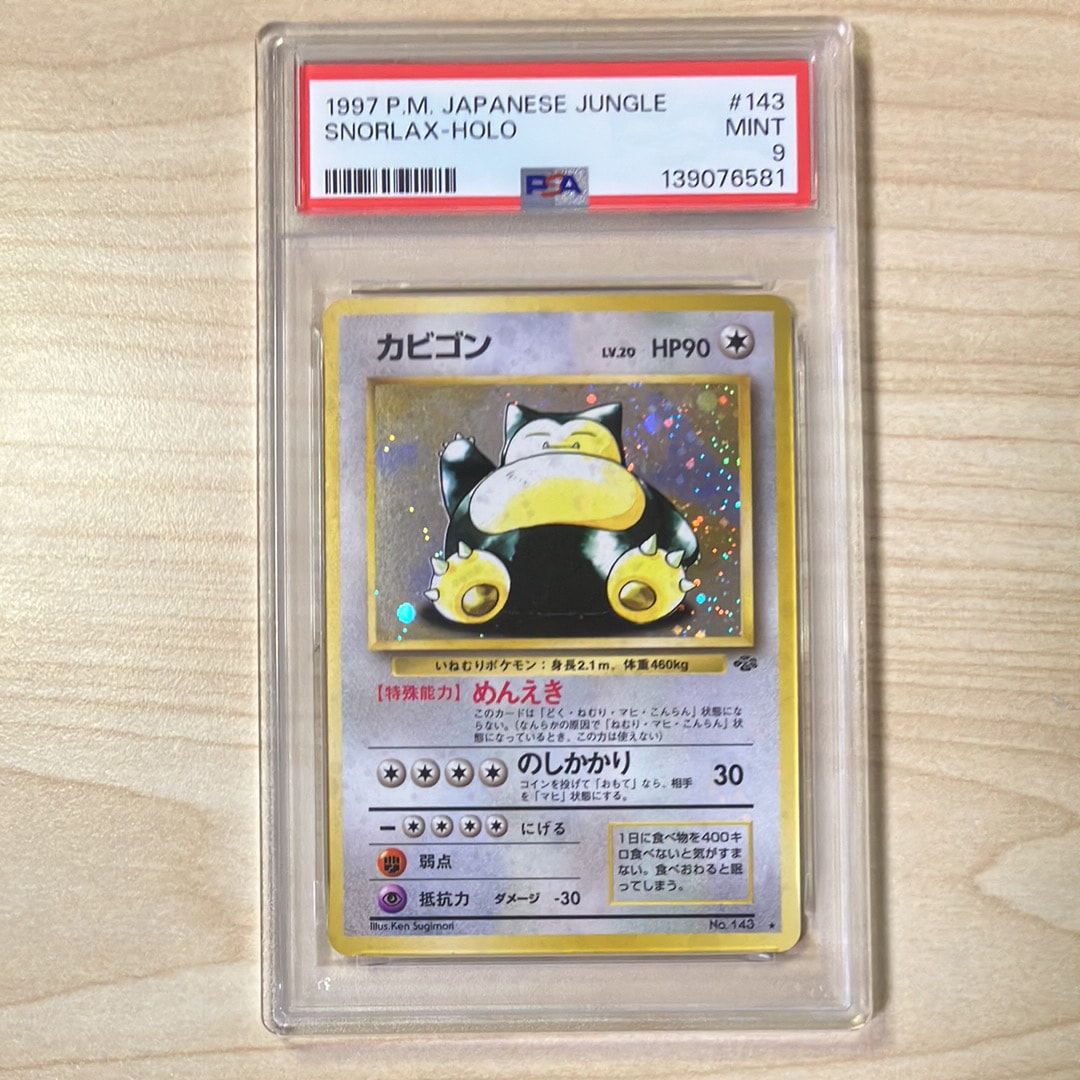 1997 P.M. JAPANESE JUNGLE #143
SNORLAX-HOLO MINT
9
PSA 139076581
カビゴン LV.20 HP90
いねむりポケモン：身長2.1m、体重460kg
【特殊能力】めんえき
このカードは「どく・ねむり・マヒ・こんらん」状態にな
らない。（なんらかの原因で「ねむり・マヒ・こんらん」状
態になっているとき、この力は使えない）
のしかかり 30
コインを投げて「おもて」なら、相手
を「マヒ」状態にする。
ー にげる
弱点
抵抗力 ダメージ -30
1日に食べ物を400キ
ロ食べないと気がすま
ない。食べおわると眠
ってしまう。
Illus.Ken Sugimori No. 143 ★